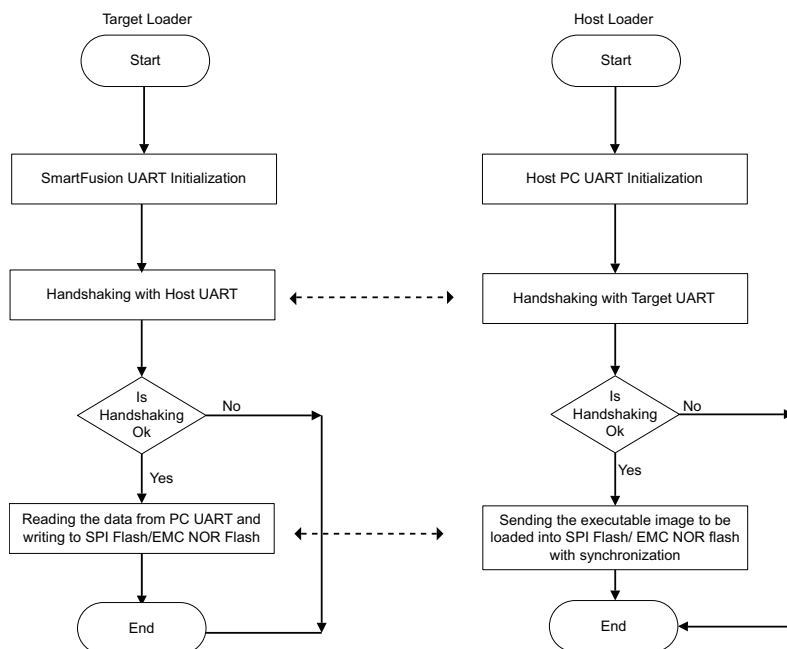 Target Loader
Start
SmartFusion UART Initialization
Handshaking with Host UART
Is
Handshaking
Ok
No
Yes
Reading the data from PC UART and
writing to SPI Flash/EMC NOR Flash
End
Host Loader
Start
Host PC UART Initialization
Handshaking with Target UART
Is
Handshaking
Ok
No
Yes
Sending the executable image to be
loaded into SPI Flash/ EMC NOR flash
with synchronization
End